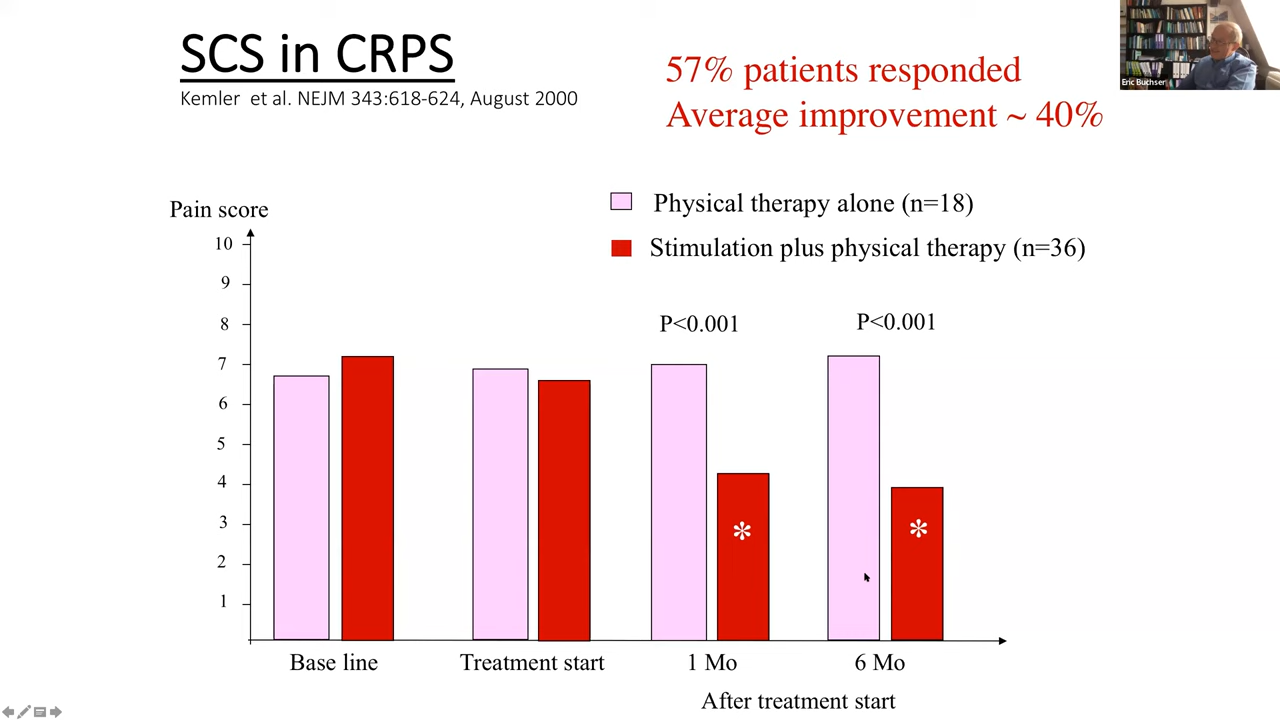 SCS in CRPS
Kemler et al. NEJM 343:618-624, August 2000
57% patients responded
Average improvement ~ 40%
Eric Buchser
Physical therapy alone (n=18)
Stimulation plus physical therapy (n=36)
Pain score
10
9
8
7
6
5
4
3
2
1
P<0.001
P<0.001
*
*
Base line
Treatment start
1 Mo
6 Mo
After treatment start